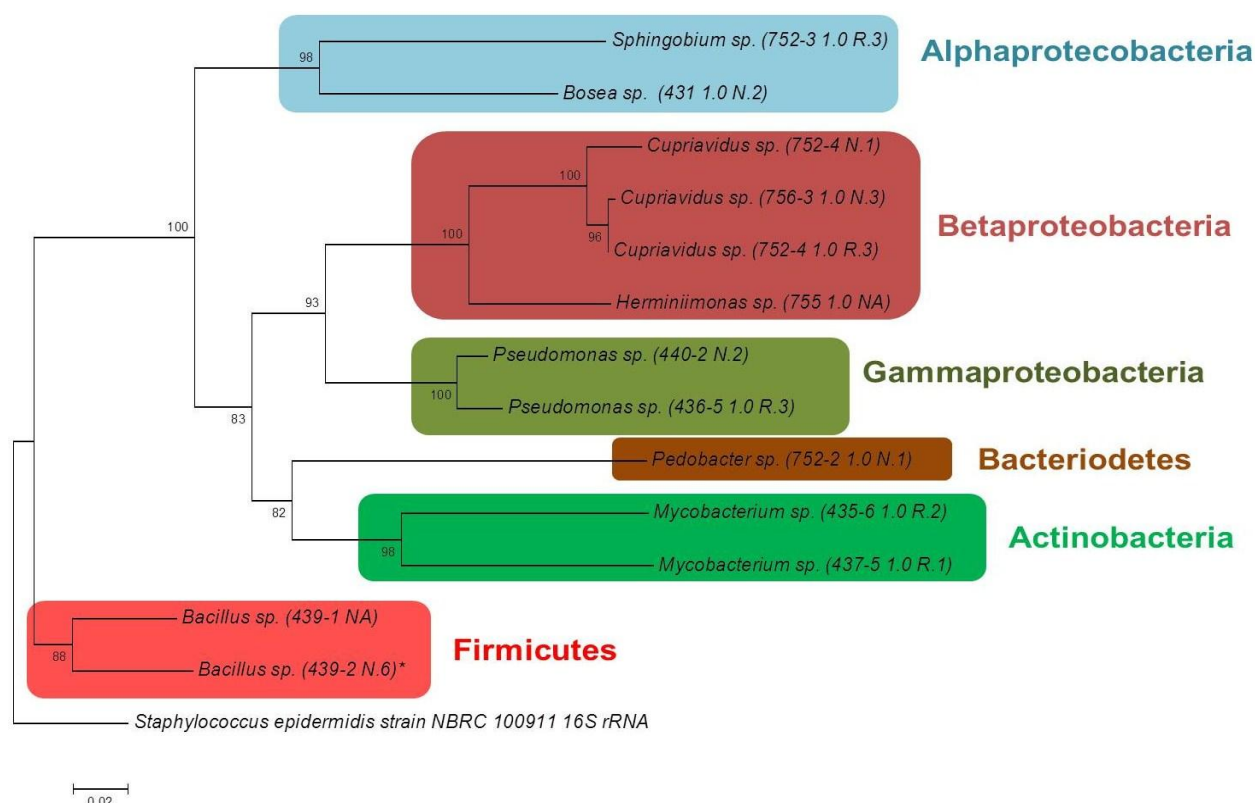 Sphingobium sp. (752-3 1.0 R.3)
Alphaprotecobacteria
98
Bosea sp. (431 1.0 N.2)
Cupriavidus sp. (752-4 N.1)
100
Cupriavidus sp. (756-3 1.0 N.3)
Betaproteobacteria
100
100
96
Cupriavidus sp. (752-4 1.0 R.3)
93
Herminiimonas sp. (755 1.0 NA)
Pseudomonas sp. (440-2 N.2)
Gammaproteobacteria
100
Pseudomonas sp. (436-5 1.0 R.3)
83
Pedobacter sp. (752-2 1.0 N.1)
Bacteriodetes
82
Mycobacterium sp. (435-6 1.0 R.2)
Actinobacteria
98
Mycobacterium sp. (437-5 1.0 R.1)
Bacillus sp. (439-1 NA)
Firmicutes
88
Bacillus sp. (439-2 N.6)*
Staphylococcus epidermidis strain NBRC 100911 16S rRNA
0.02